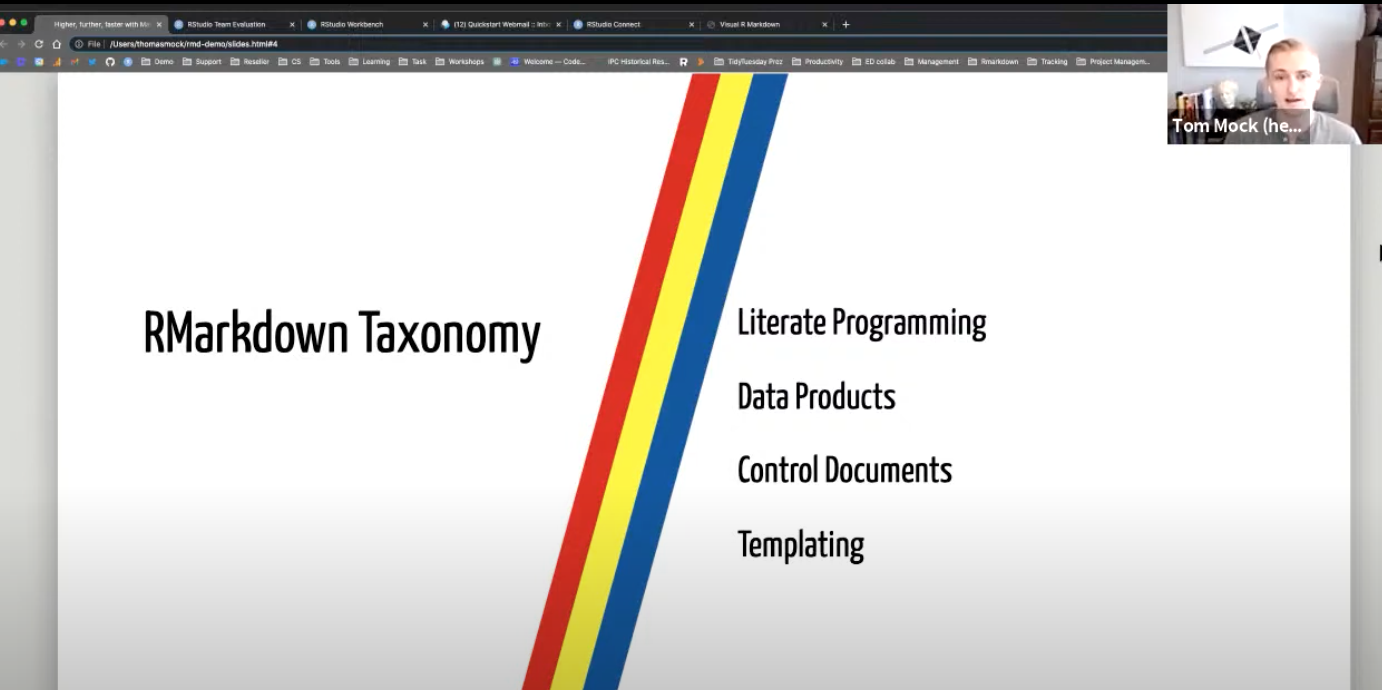 Higher, further, faster with Ma
RStudio Team Evaluation
RStudio Workbench
(12) Quickstart Webmail :: Inbo
RStudio Connect
Visual R Markdown
File
/Users/thomasmock/rmd-demo/slides.html#4
Demo
Support
Reseller
CS
Tools
Learning
Task
Workshops
Welcome — Code...
IPC Historical Res...
TidyTuesday Prez
Productivity
ED collab
Management
Rmarkdown
Tracking
Project Managem...
Tom Mock (he...
RMarkdown Taxonomy
Literate Programming
Data Products
Control Documents
Templating